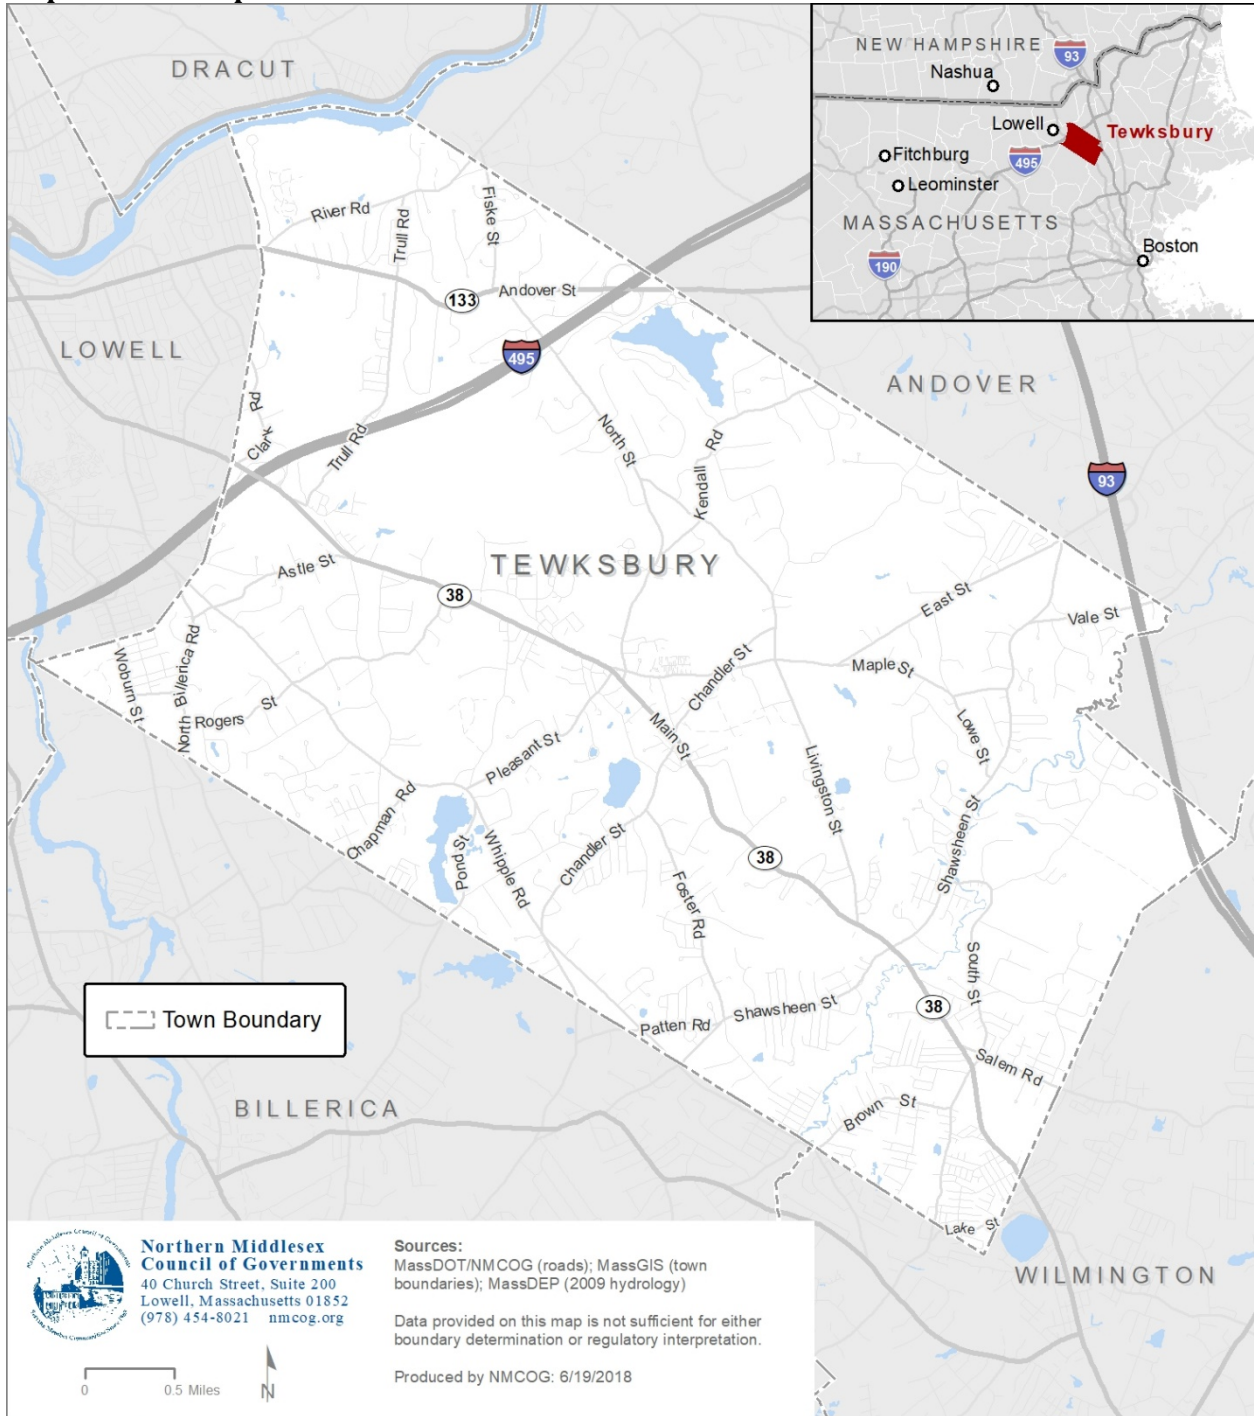 DRACUT
NEW HAMPSHIRE
93
Nashua
Lowell
Tewksbury
495
Fitchburg
Leominster
MASSACHUSETTS
190
Boston
River Rd
Trull Rd
Fiske St
133
Andover St
LOWELL
495
ANDOVER
Clark Rd
Trull Rd
North St
Kendall Rd
93
TEWKSBURY
Astle St
38
East St
Vale St
Woburn St
North Billerica Rd
Rogers St
Chandler St
Maple St
Main St
Lowe St
Pleasant St
Livingston St
Chapman Rd
Pond St
Whipple Rd
Chandler St
38
Shawsheen St
Foster Rd
South St
Town Boundary
Patten Rd
Shawsheen St
38
Salem Rd
BILLERICA
Brown St
Lake St
WILMINGTON
Northern Middlesex
Council of Governments
40 Church Street, Suite 200
Lowell, Massachusetts 01852
(978) 454-8021 nmcog.org
0 0.5 Miles
N
Sources:
MassDOT/NMCOG (roads); MassGIS (town
boundaries); MassDEP (2009 hydrology)
Data provided on this map is not sufficient for either
boundary determination or regulatory interpretation.
Produced by NMCOG: 6/19/2018